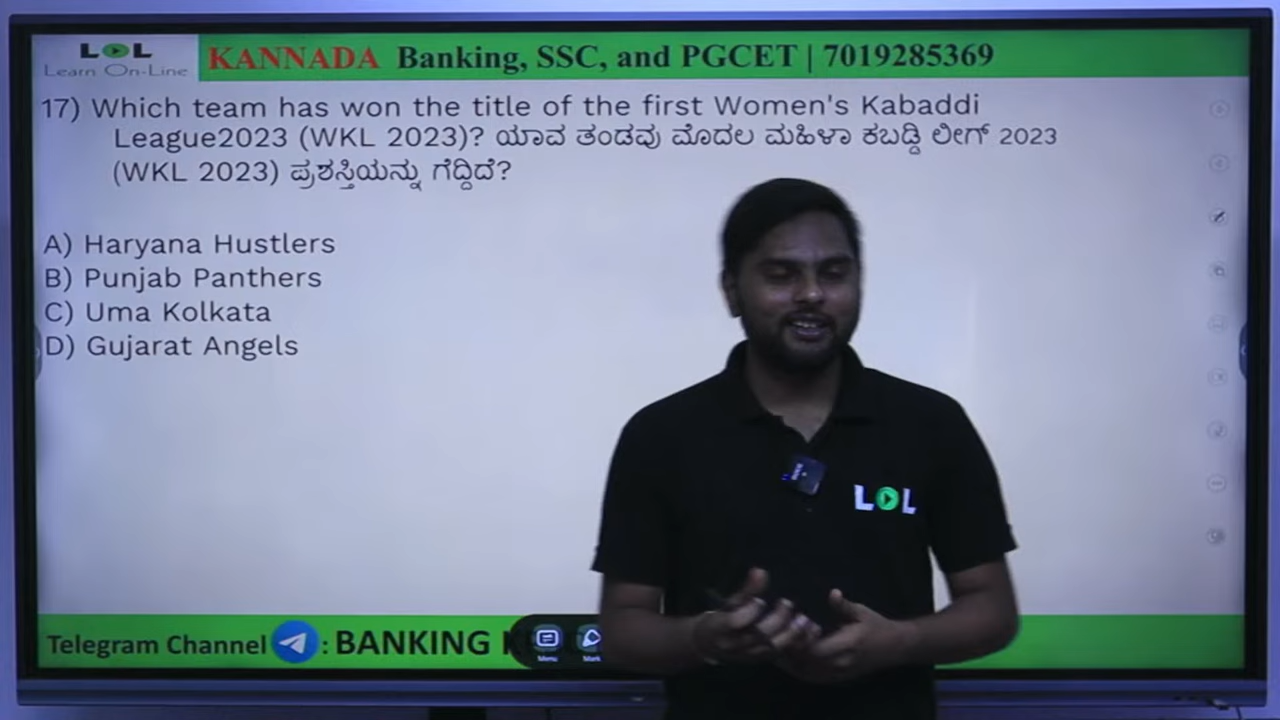 LOL
Learn On-Line
KANNADA Banking, SSC, and PGCET | 7019285369
17) Which team has won the title of the first Women's Kabaddi
League2023 (WKL 2023)? ಯಾವ ತಂಡವು ಮೊದಲ ಮಹಿಳಾ ಕಬಡ್ಡಿ ಲೀಗ್ 2023
(WKL 2023) ಪ್ರಶಸ್ತಿಯನ್ನು ಗೆದ್ದಿದೆ?
A) Haryana Hustlers
B) Punjab Panthers
C) Uma Kolkata
D) Gujarat Angels
LOL
Telegram Channel : BANKING
Menu
Mark